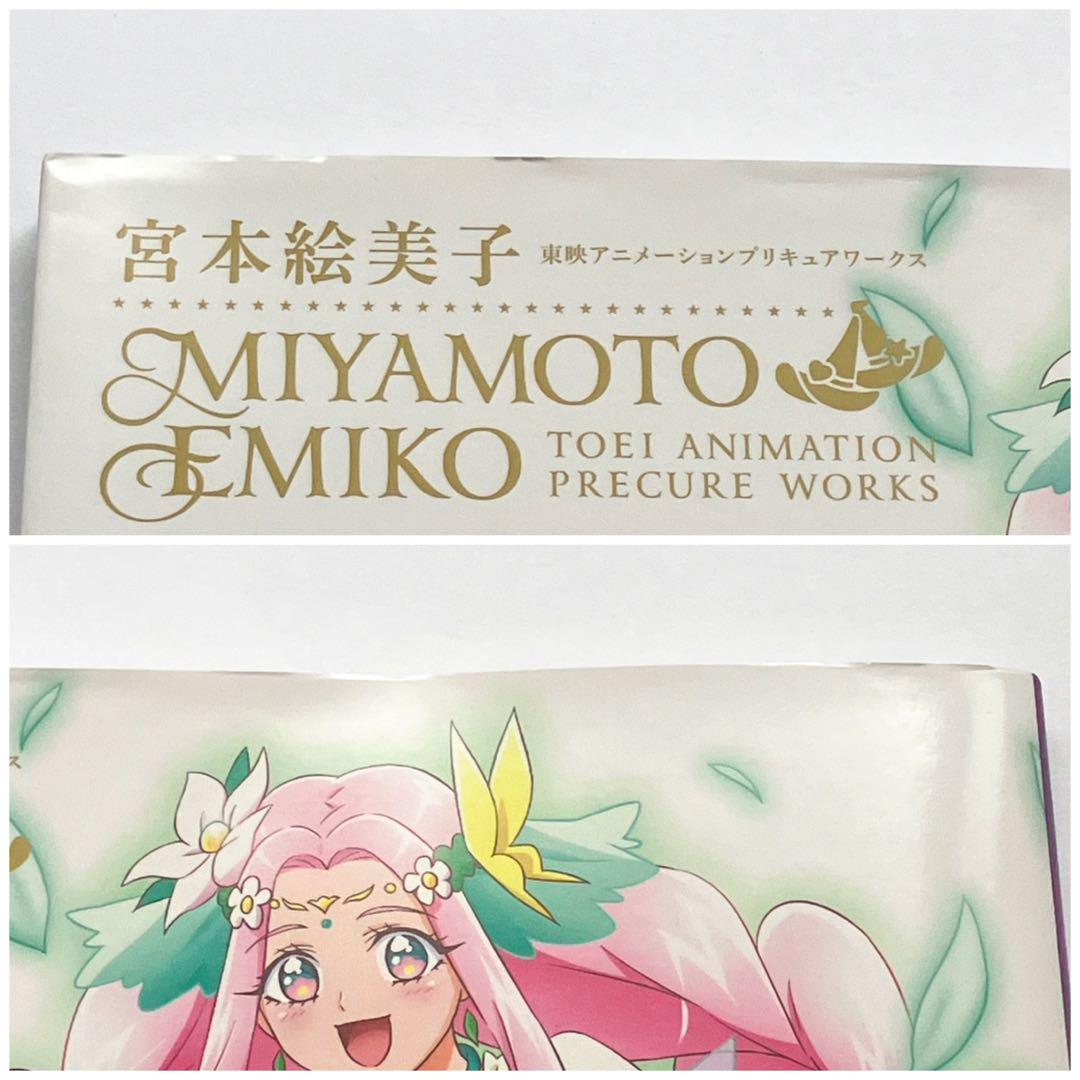 宮本絵美子 東映アニメーションプリキュアワークス
MIYAMOTO
EMIKO TOEI ANIMATION
PRECURE WORKS
ス